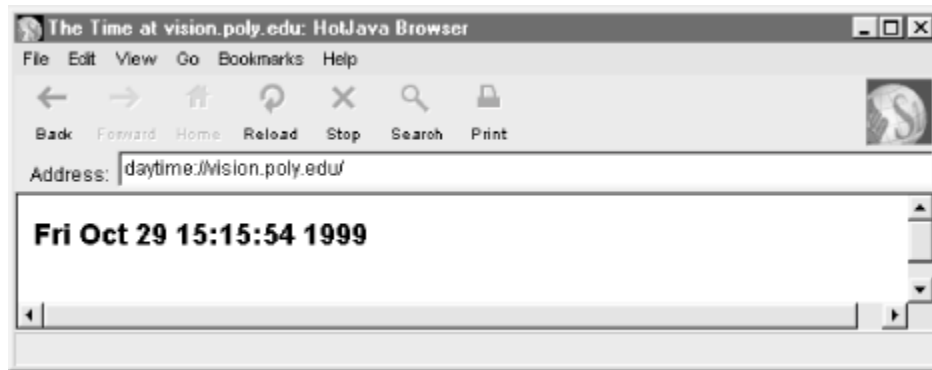 The Time at vision.poly.edu: HotJava Browser
File Edit View Go Bookmarks Help
Back Forward Home Reload Stop Search Print
Address: daytime://vision.poly.edu/
Fri Oct 29 15:15:54 1999